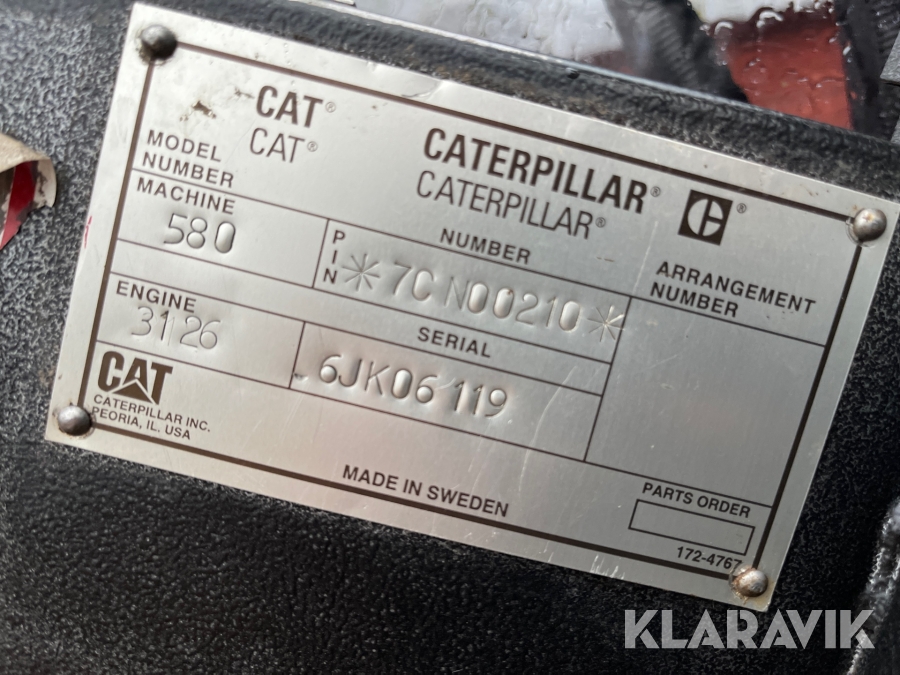 CAT®
CAT®
CATERPILLAR®
CATERPILLAR®
C®
MODEL
NUMBER
MACHINE
580
NUMBER
PIN
*7CN00210*
ARRANGEMENT
NUMBER
ENGINE
3126
SERIAL
6JK06119
CAT
CATERPILLAR INC.
PEORIA, IL. USA
MADE IN SWEDEN
PARTS ORDER
172-4767
KLARAVIK